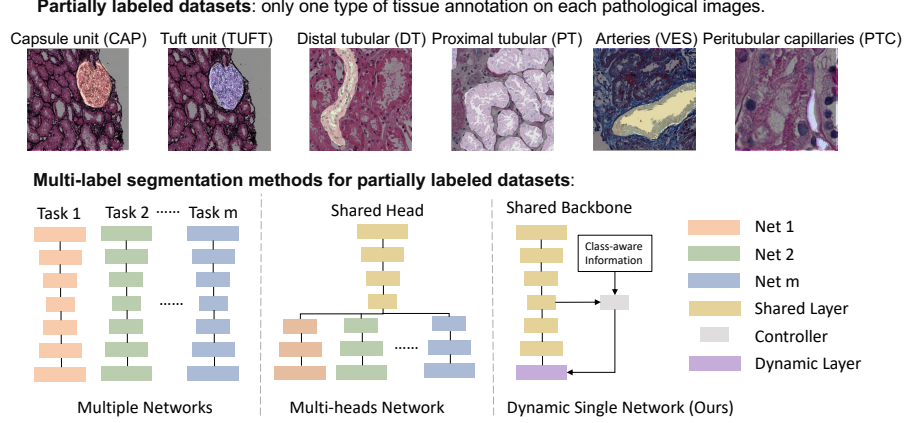 Partially labeled datasets: only one type of tissue annotation on each pathological images.
Capsule unit (CAP) Tuft unit (TUFT) Distal tubular (DT) Proximal tubular (PT) Arteries (VES) Peritubular capillaries (PTC)
Multi-label segmentation methods for partially labeled datasets:
Task 1 Task 2 ······ Task m
······
Multiple Networks
Shared Head
······
Multi-heads Network
Shared Backbone
Class-aware
Information
Dynamic Single Network (Ours)
Net 1
Net 2
Net m
Shared Layer
Controller
Dynamic Layer